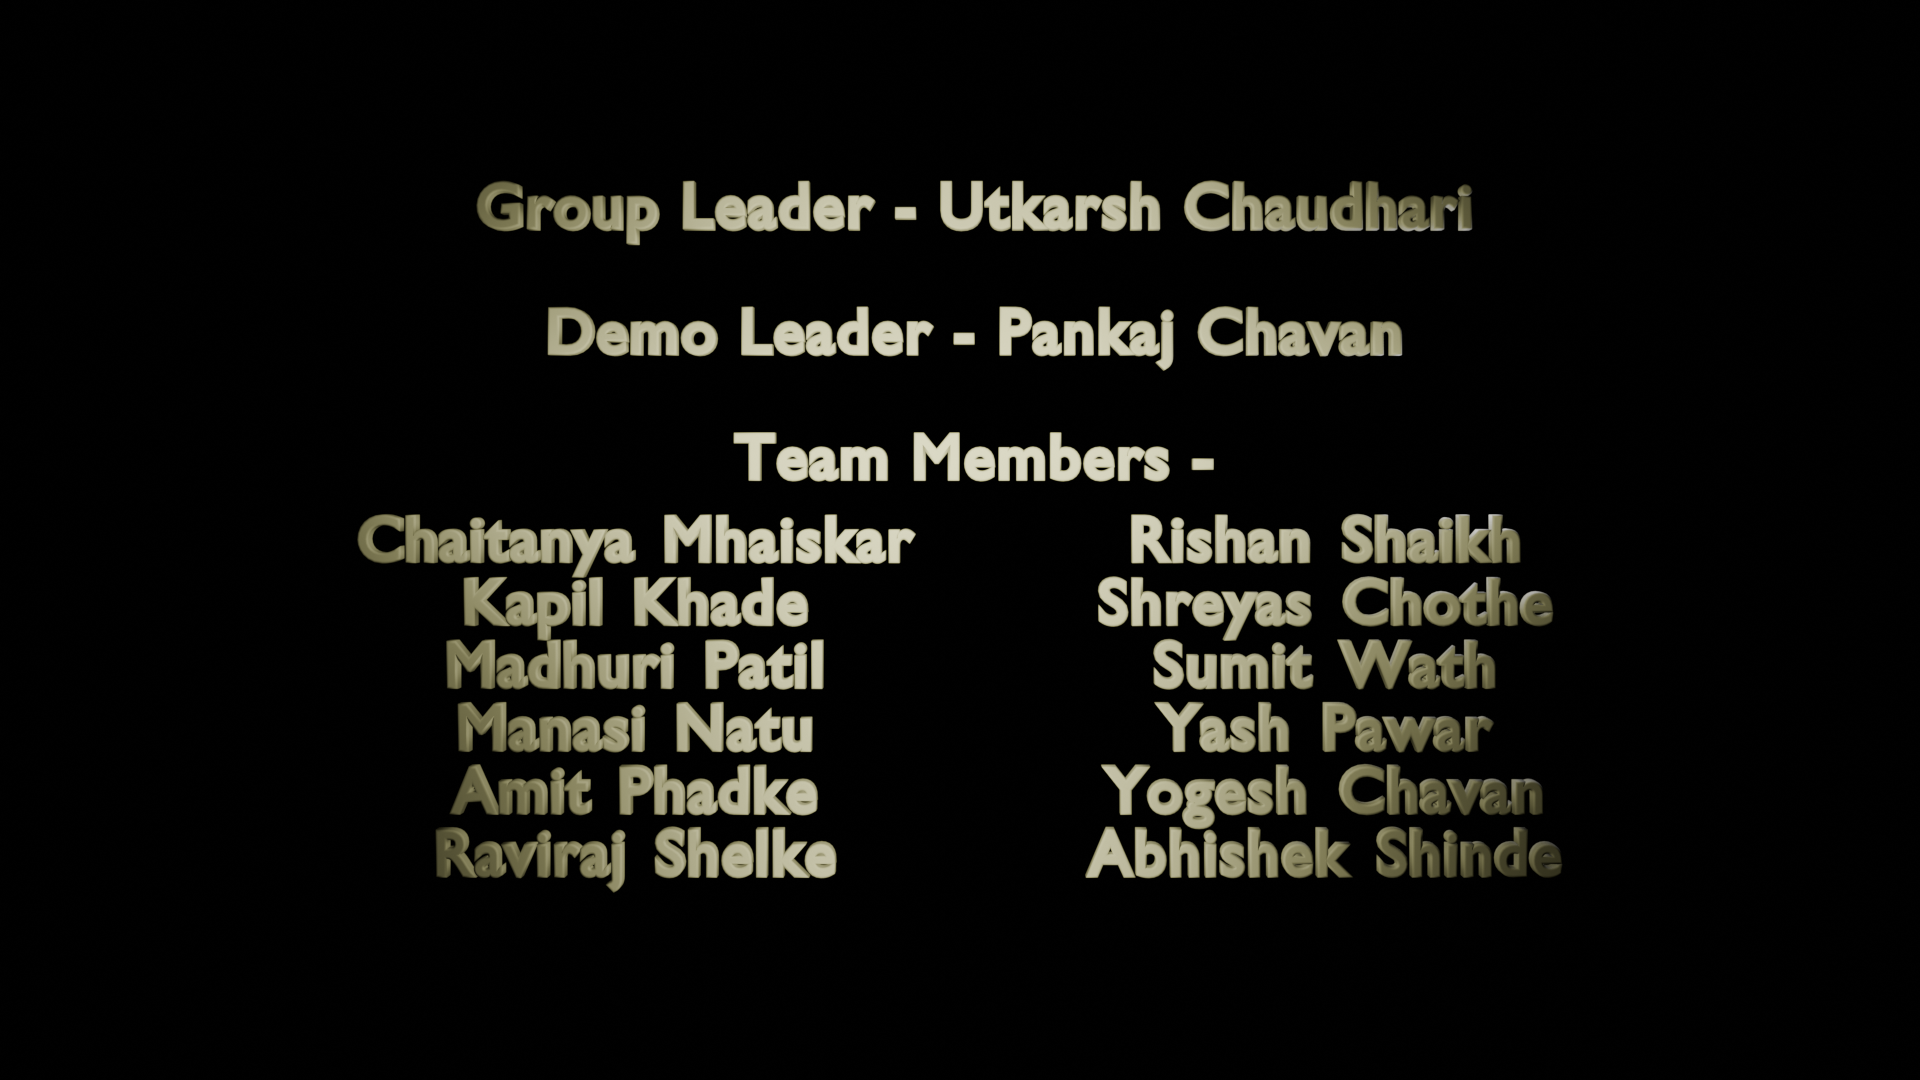 Group Leader - Utkarsh Chaudhari
Demo Leader - Pankaj Chavan
Team Members -
Chaitanya Mhaiskar
Kapil Khade
Madhuri Patil
Manasi Natu
Amit Phadke
Raviraj Shelke
Rishan Shaikh
Shreyas Chothe
Sumit Wath
Yash Pawar
Yogesh Chavan
Abhishek Shinde